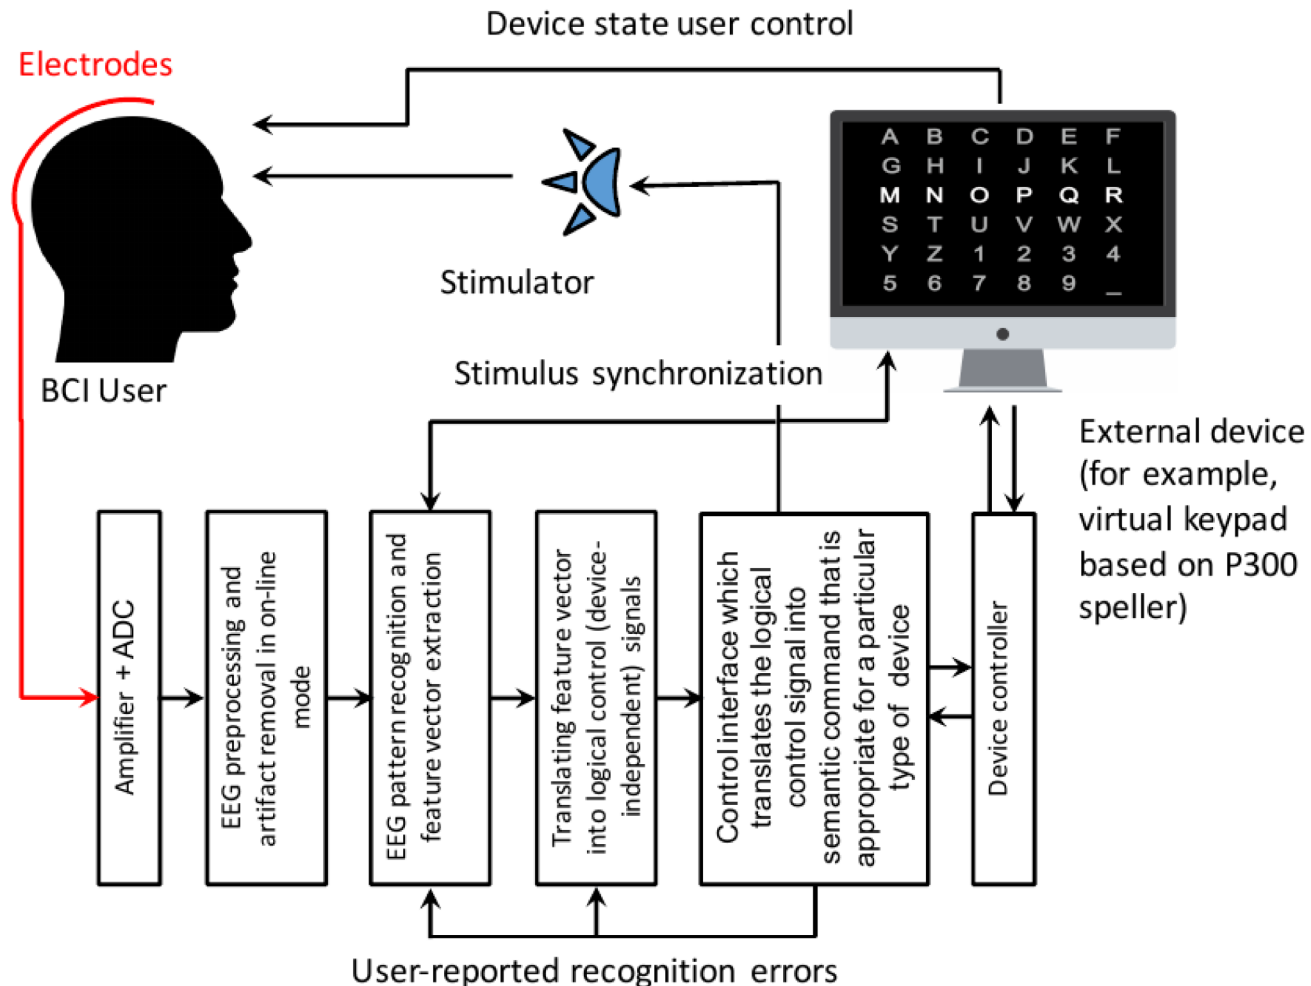 Device state user control
Electrodes
A B C D E F
G H I J K L
M N O P Q R
S T U V W X
Y Z 1 2 3 4
5 6 7 8 9 _
Stimulator
BCI User
Stimulus synchronization
External device
(for example,
virtual keypad
based on P300
speller)
Amplifier + ADC
EEG preprocessing and
artifact removal in on-line
mode
EEG pattern recognition and
feature vector extraction
Translating feature vector
into logical control (device-
independent) signals
Control interface which
translates the logical
control signal into
semantic command that is
appropriate for a particular
type of device
Device controller
User-reported recognition errors